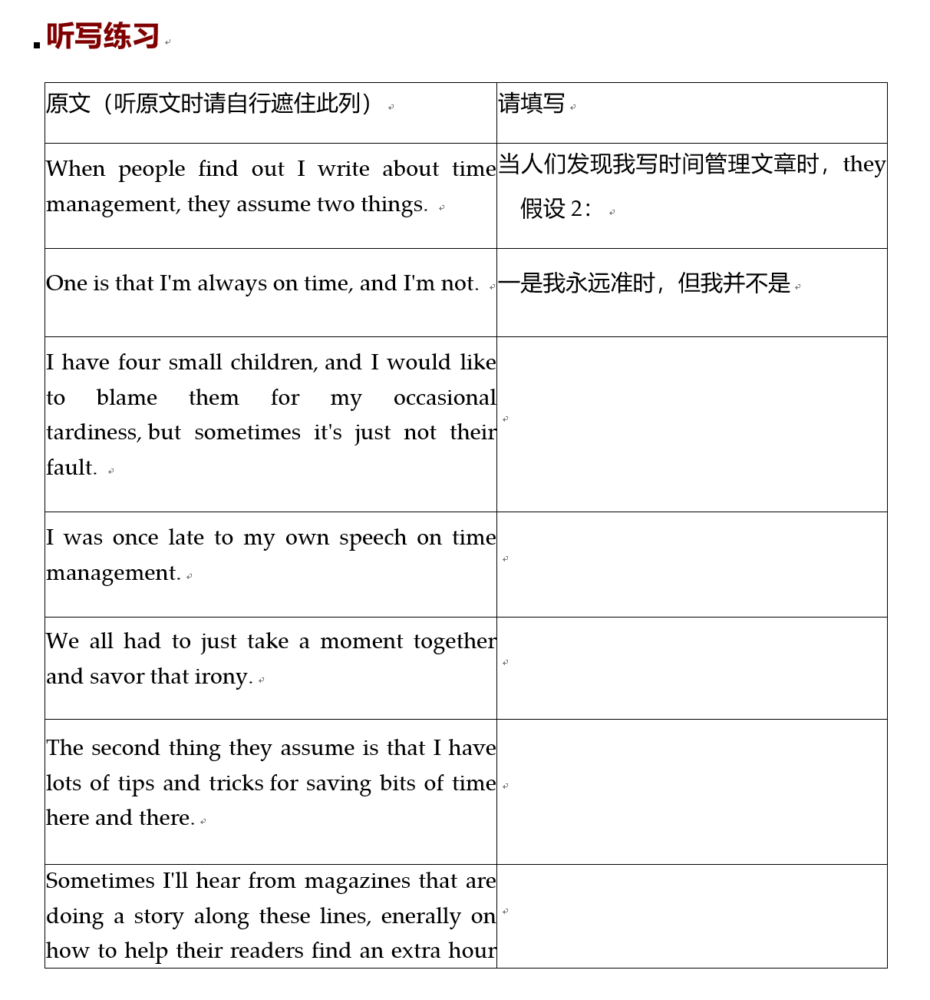 听写练习
原文（听原文时请自行遮住此列）
请填写
When people find out I write about time
management, they assume two things.
当人们发现我写时间管理文章时，they
假设 2：
One is that I'm always on time, and I'm not.
一是我永远准时，但我并不是
I have four small children, and I would like
to blame them for my occasional
tardiness, but sometimes it's just not their
fault.
I was once late to my own speech on time
management.
We all had to just take a moment together
and savor that irony.
The second thing they assume is that I have
lots of tips and tricks for saving bits of time
here and there.
Sometimes I'll hear from magazines that are
doing a story along these lines, enerally on
how to help their readers find an extra hour